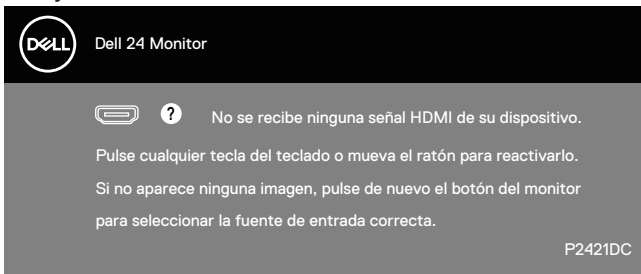 DELL
Dell 24 Monitor
? No se recibe ninguna señal HDMI de su dispositivo.
Pulse cualquier tecla del teclado o mueva el ratón para reactivarlo.
Si no aparece ninguna imagen, pulse de nuevo el botón del monitor
para seleccionar la fuente de entrada correcta.
P2421DC